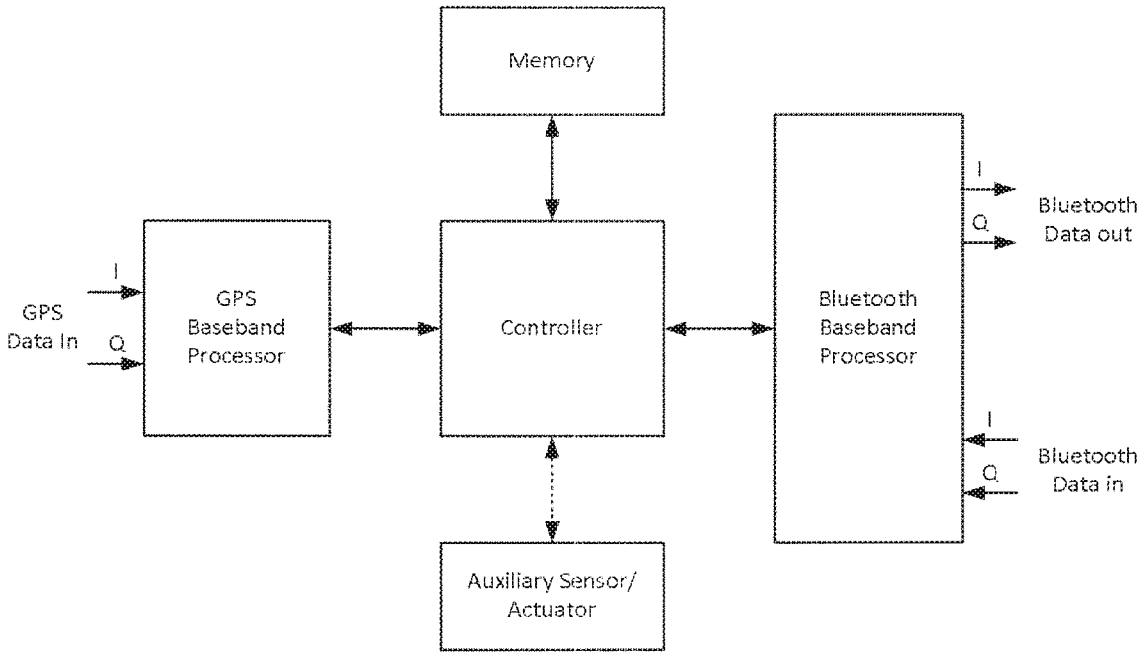 Memory
I
Q
Bluetooth
Data out
I
Q
GPS
Data In
GPS
Baseband
Processor
Controller
Bluetooth
Baseband
Processor
I
Q
Bluetooth
Data in
Auxiliary Sensor/
Actuator